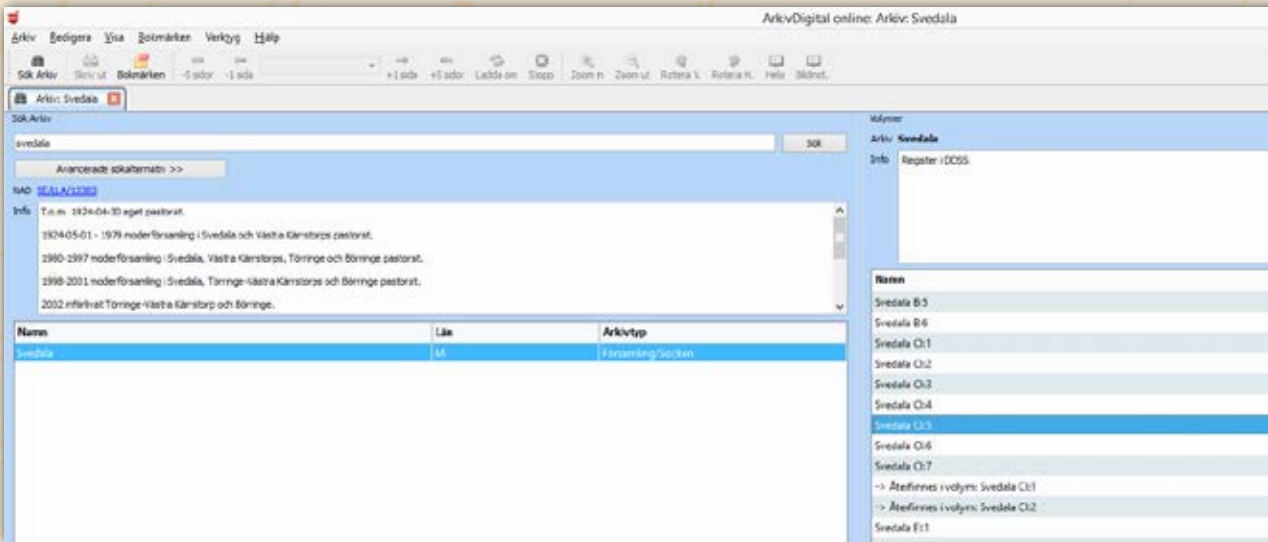 ArkivDigital online: Arkiv: Svedala
Arkiv Redigera Visa Bokmärken Verktyg Hjälp
Sök Arkiv Skriv ut Bokmärken -5 sidor -1 sida +1 sida +5 sidor Ladda om Stopp Zoom in Zoom ut Rotera V. Rotera H. Hela Bildinst.
Arkiv: Svedala
Sök Arkiv
svedala Sök
Avancerade sökalternativ >>
NAD
Info T.o.m. 1924-04-30 eget pastorat.
1924-05-01 - 1979 moderförsamling i Svedala och Västra Kärrstorps pastorat.
1980-1997 moderförsamling i Svedala, Västra Kärrstorps, Törringe och Börringe pastorat.
1998-2001 moderförsamling i Svedala, Törringe-Västra Kärrstorps och Börringe pastorat.
2002 införlivat Törringe-Västra Kärrstorp och Börringe.
Namn Län Arkivtyp
Svedala M Församling/Socken
Volymer
Arkiv Svedala
Info Register i DDSS.
Namn
Svedala B:5
Svedala B:6
Svedala CI:1
Svedala CI:2
Svedala CI:3
Svedala CI:4
Svedala CI:5
Svedala CI:6
Svedala CI:7
-> Återfinnes i volym: Svedala CI:1
-> Återfinnes i volym: Svedala CI:2
Svedala EI:1